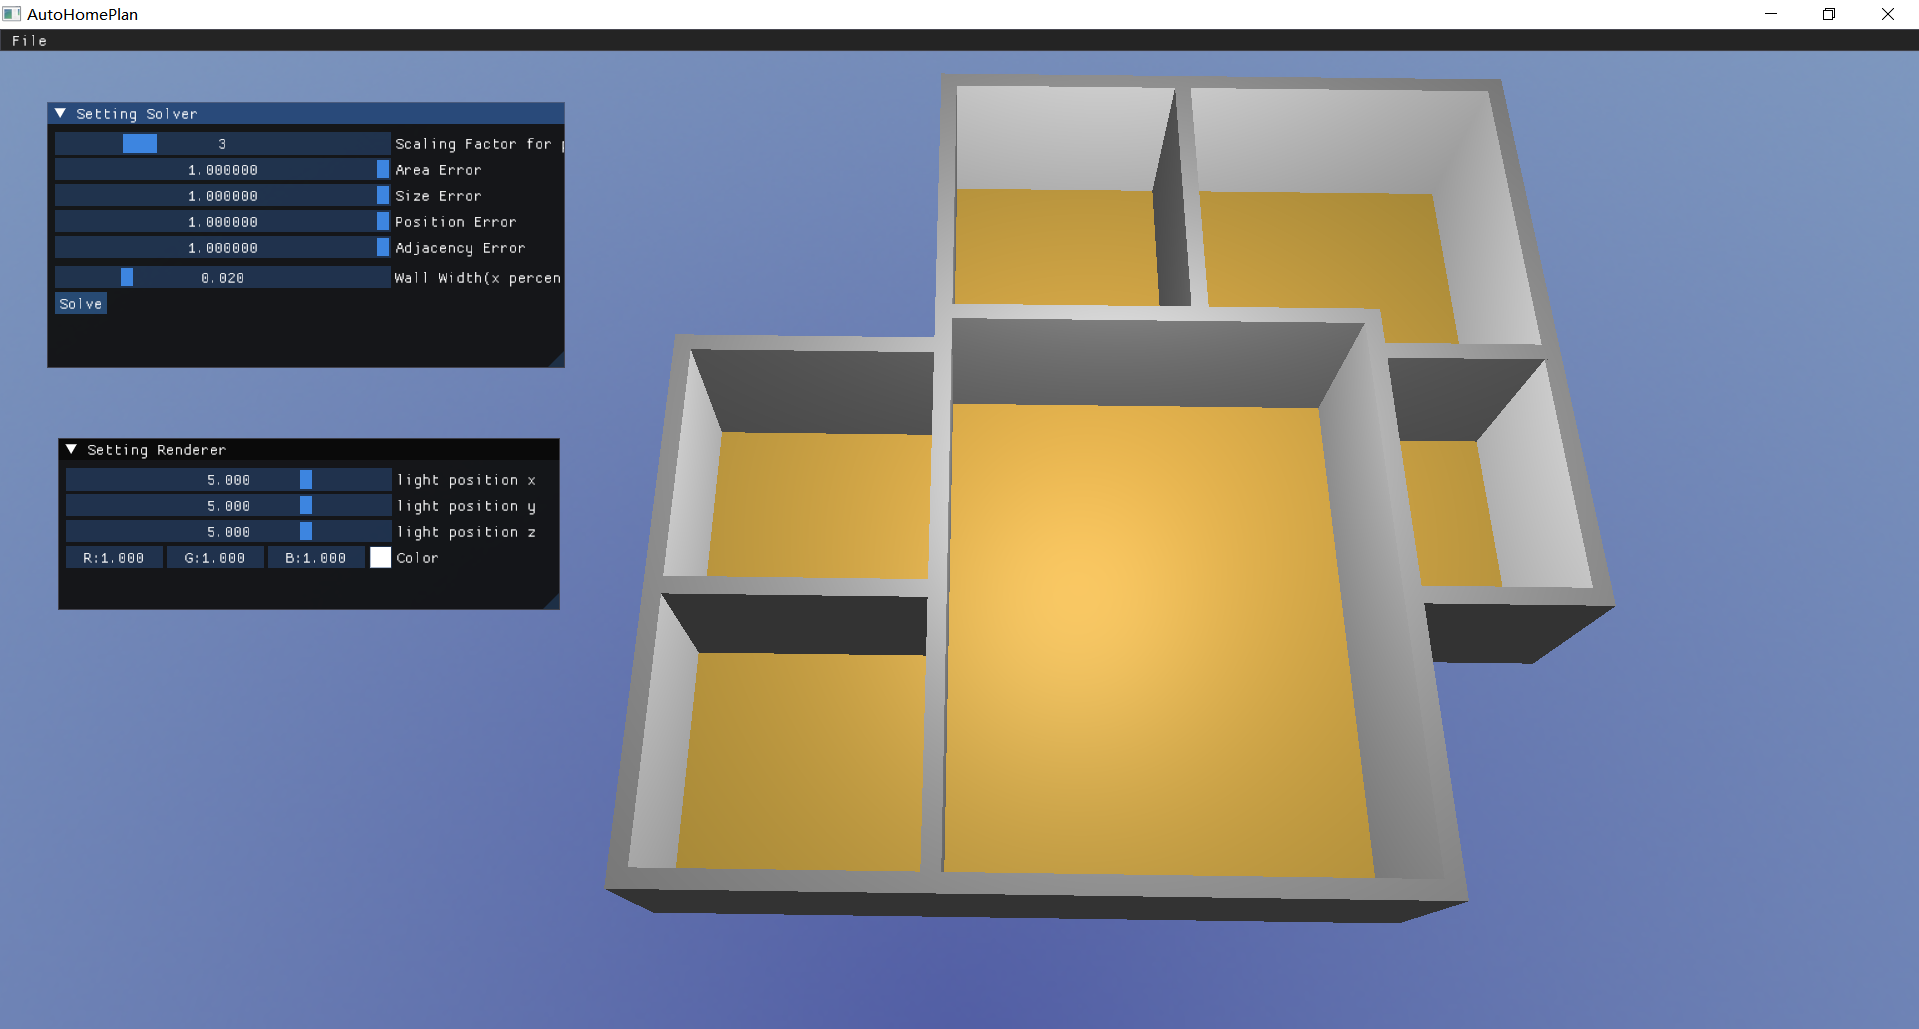 AutoHomePlan
File
Setting Solver
3 Scaling Factor for
1.000000 Area Error
1.000000 Size Error
1.000000 Position Error
1.000000 Adjacency Error
0.020 Wall Width(x percen
Solve
Setting Renderer
5.000 light position x
5.000 light position y
5.000 light position z
R:1.000 G:1.000 B:1.000 Color